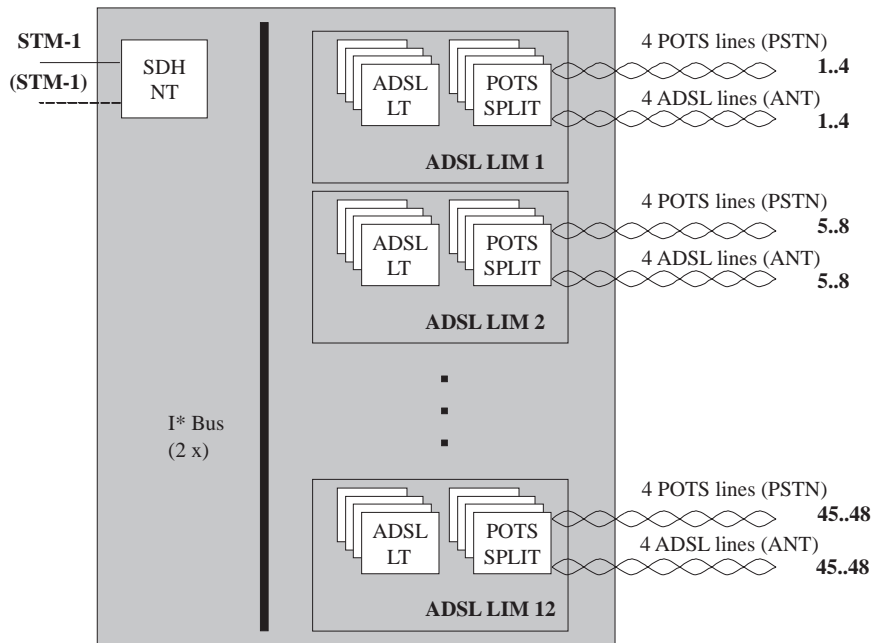 STM-1
(STM-1)
SDH
NT
I* Bus
(2 x)
ADSL
LT
POTS
SPLIT
ADSL LIM 1
4 POTS lines (PSTN)
1..4
4 ADSL lines (ANT)
1..4
ADSL
LT
POTS
SPLIT
ADSL LIM 2
4 POTS lines (PSTN)
5..8
4 ADSL lines (ANT)
5..8
ADSL
LT
POTS
SPLIT
ADSL LIM 12
4 POTS lines (PSTN)
45..48
4 ADSL lines (ANT)
45..48